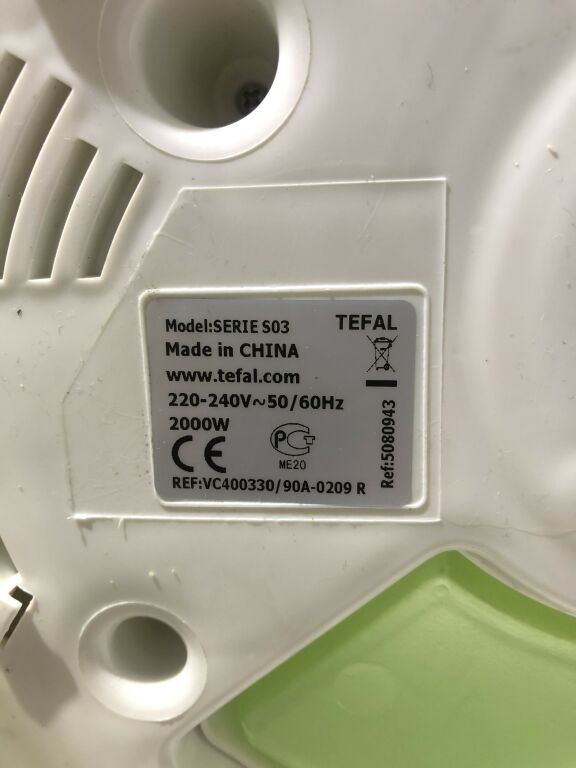 Model:SERIE S03
TEFAL
Made in CHINA
www.tefal.com
220-240V~50/60Hz
2000W
CE
PCT
ME20
Ref:5080943
REF:VC400330/90A-0209 R